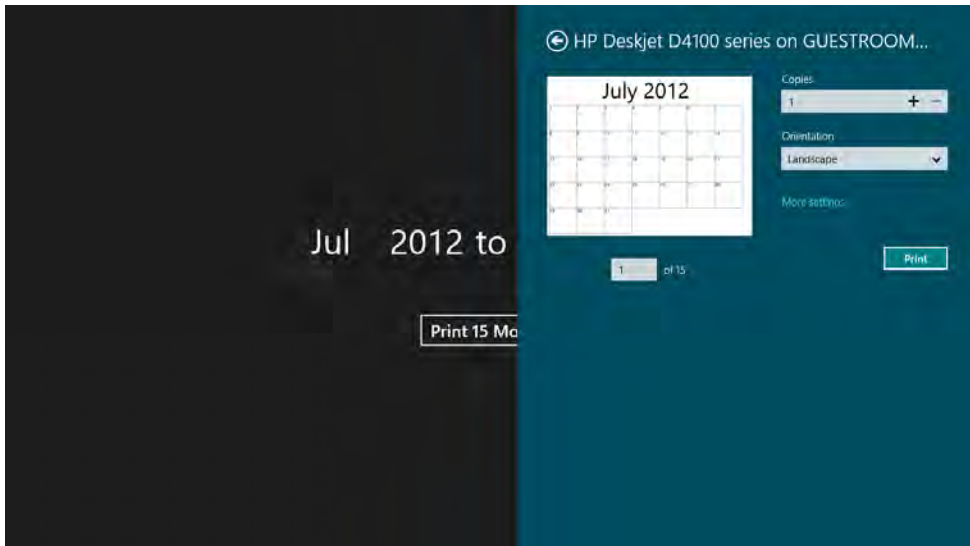 Jul 2012 to
Print 15 Mo
HP Deskjet D4100 series on GUESTROOM...
July 2012
Copies
1
Orientation
Landscape
More settings
Print
1 of 15